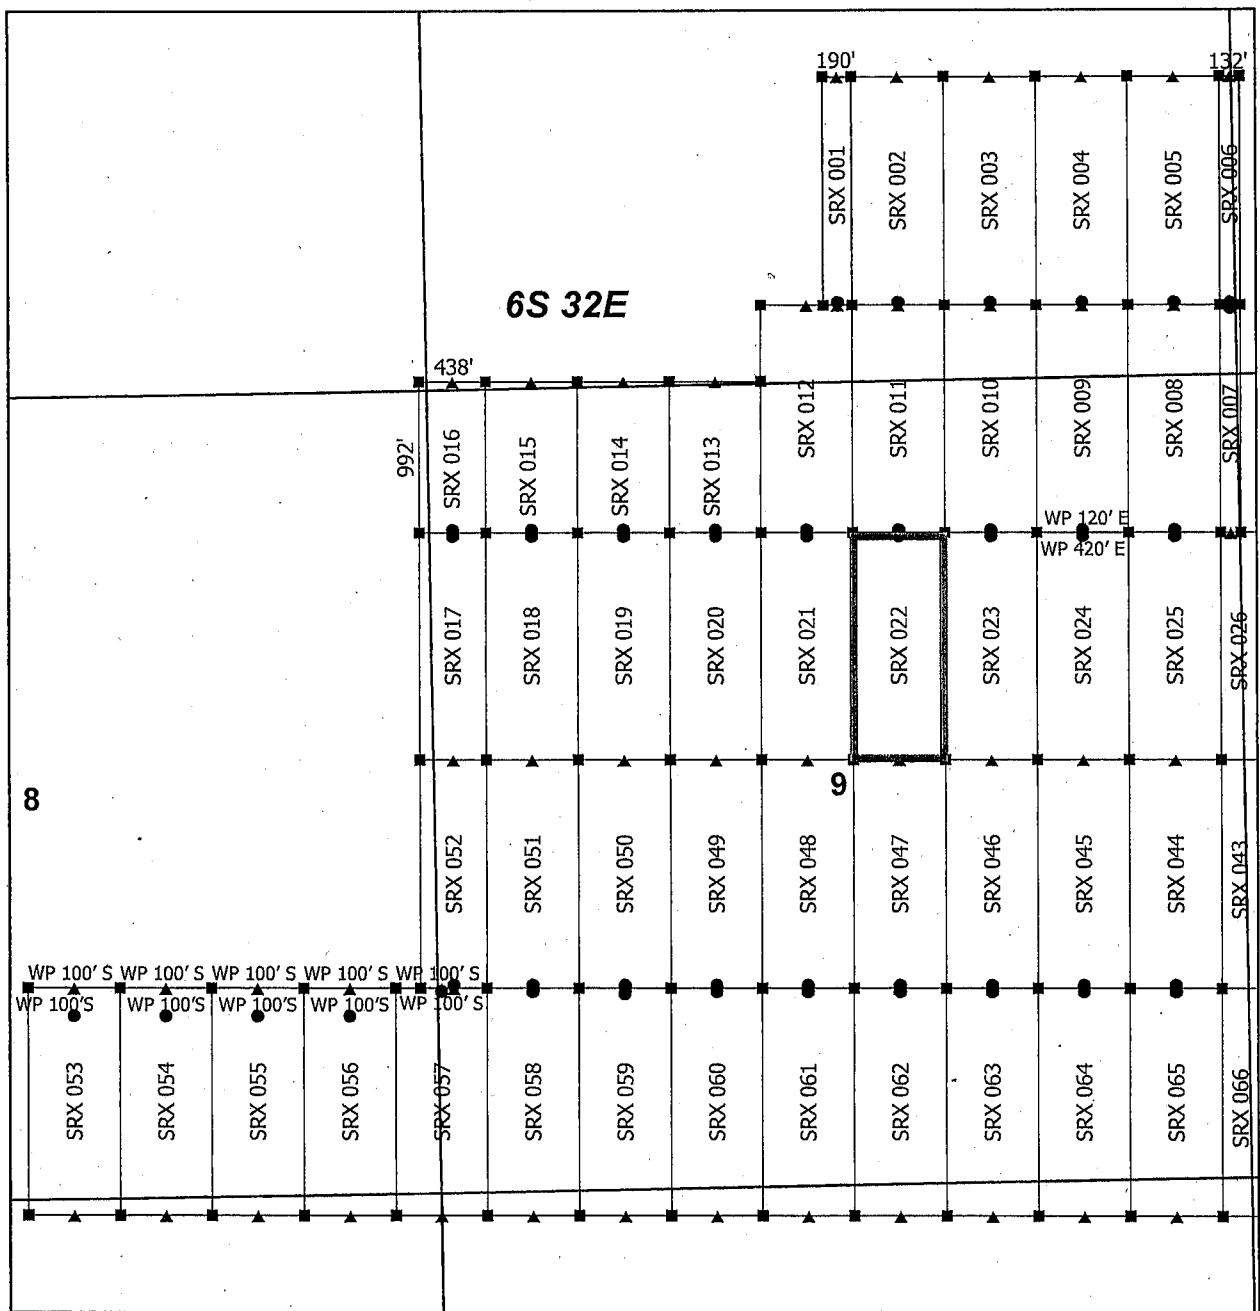 190'
132'
SRX 001
SRX 002
SRX 003
SRX 004
SRX 005
SRX 006
6S 32E
438'
992'
SRX 016
SRX 015
SRX 014
SRX 013
SRX 012
SRX 011
SRX 010
SRX 009
SRX 008
SRX 007
WP 120' E
WP 420' E
SRX 017
SRX 018
SRX 019
SRX 020
SRX 021
SRX 022
SRX 023
SRX 024
SRX 025
SRX 026
8
9
SRX 052
SRX 051
SRX 050
SRX 049
SRX 048
SRX 047
SRX 046
SRX 045
SRX 044
SRX 043
WP 100' S
WP 100' S
WP 100' S
WP 100' S
WP 100' S
WP 100'S
WP 100'S
WP 100'S
WP 100'S
WP 100' S
SRX 053
SRX 054
SRX 055
SRX 056
SRX 057
SRX 058
SRX 059
SRX 060
SRX 061
SRX 062
SRX 063
SRX 064
SRX 065
SRX 066